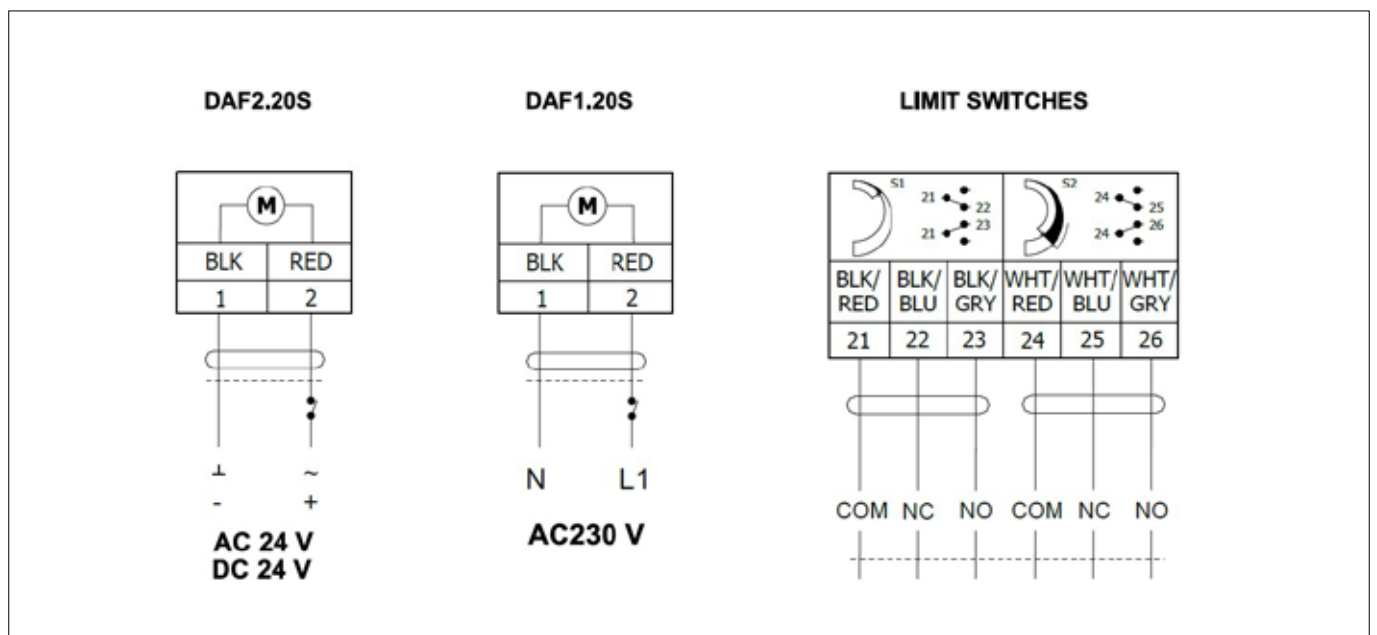 DAF2.20S
M
BLK RED
1 2
⊥ ~
- +
AC 24 V
DC 24 V
DAF1.20S
M
BLK RED
1 2
N L1
AC230 V
LIMIT SWITCHES
S1
21
22
21
23
S2
24
25
24
26
BLK/ BLK/ BLK/ WHT/ WHT/ WHT/
RED BLU GRY RED BLU GRY
21 22 23 24 25 26
COM NC NO COM NC NO